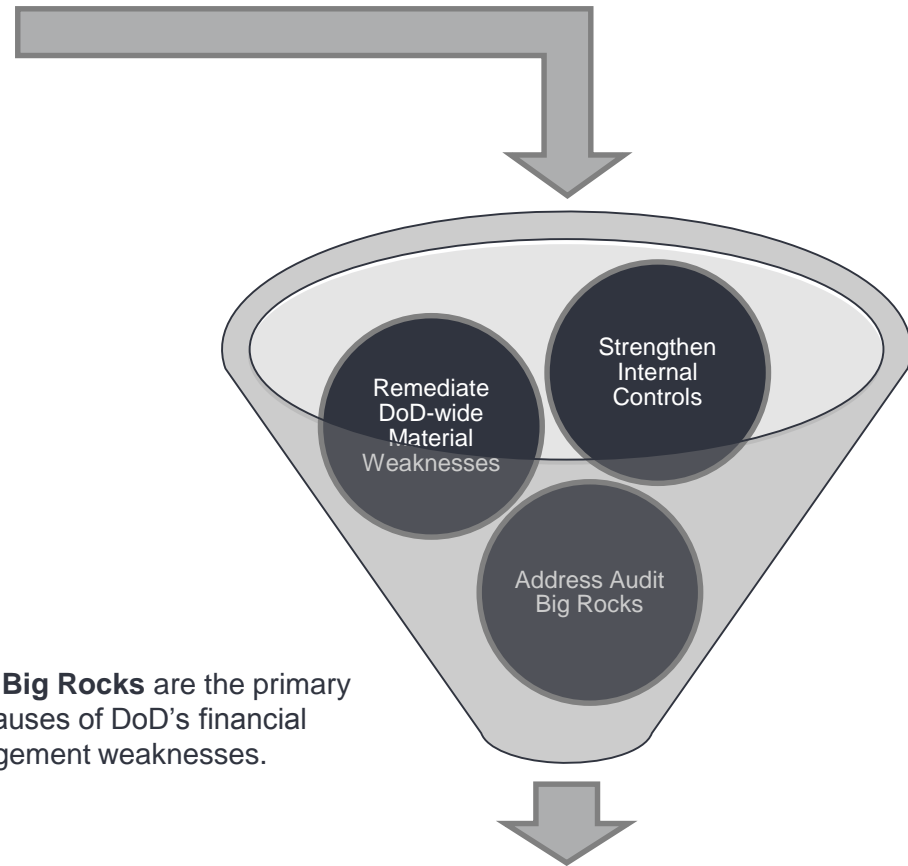 Strengthen
Internal
Controls
Remediate
DoD-wide
Material
Weaknesses
Address Audit
Big Rocks
Big Rocks are the primary
auses of DoD’s financial
gement weaknesses.